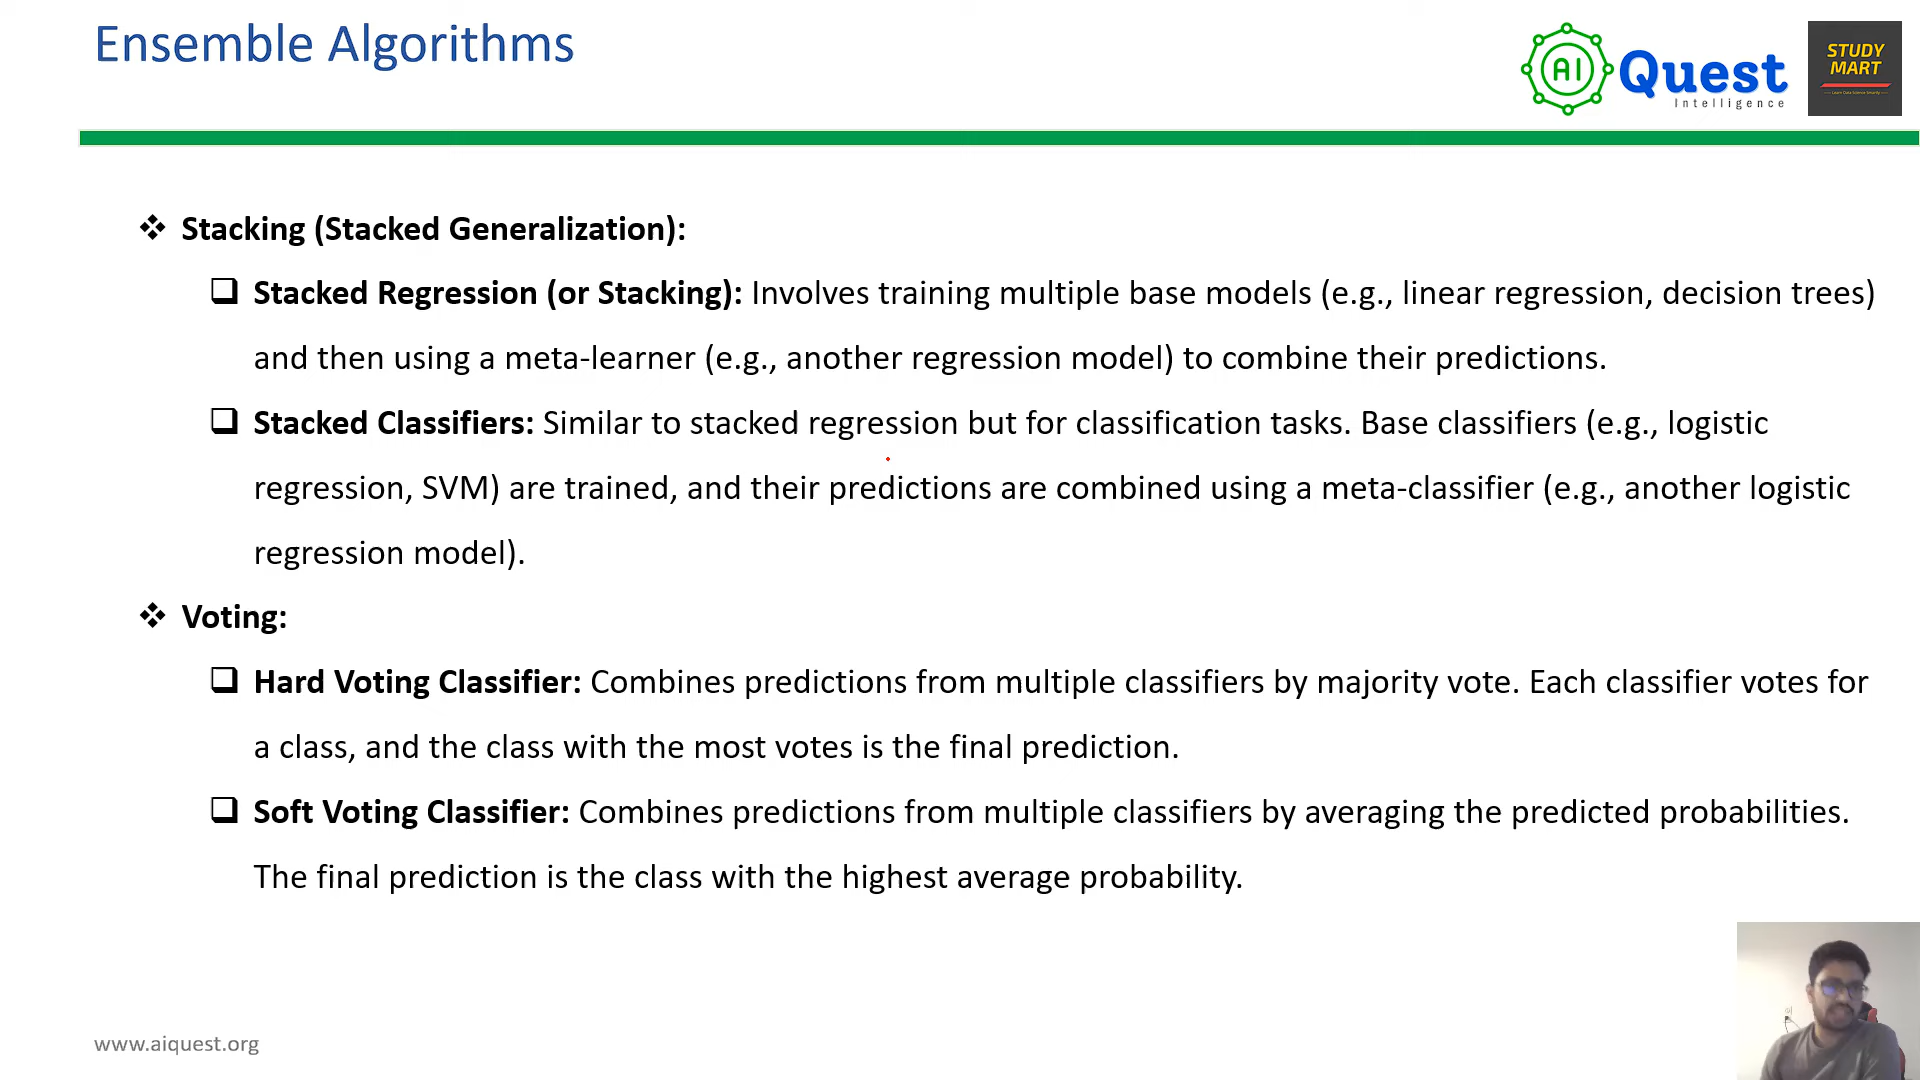 Ensemble Algorithms
AI Quest
Intelligence
STUDY
MART
Learn Data Science Smartly
Stacking (Stacked Generalization):
Stacked Regression (or Stacking): Involves training multiple base models (e.g., linear regression, decision trees)
and then using a meta-learner (e.g., another regression model) to combine their predictions.
Stacked Classifiers: Similar to stacked regression but for classification tasks. Base classifiers (e.g., logistic
regression, SVM) are trained, and their predictions are combined using a meta-classifier (e.g., another logistic
regression model).
Voting:
Hard Voting Classifier: Combines predictions from multiple classifiers by majority vote. Each classifier votes for
a class, and the class with the most votes is the final prediction.
Soft Voting Classifier: Combines predictions from multiple classifiers by averaging the predicted probabilities.
The final prediction is the class with the highest average probability.
www.aiquest.org